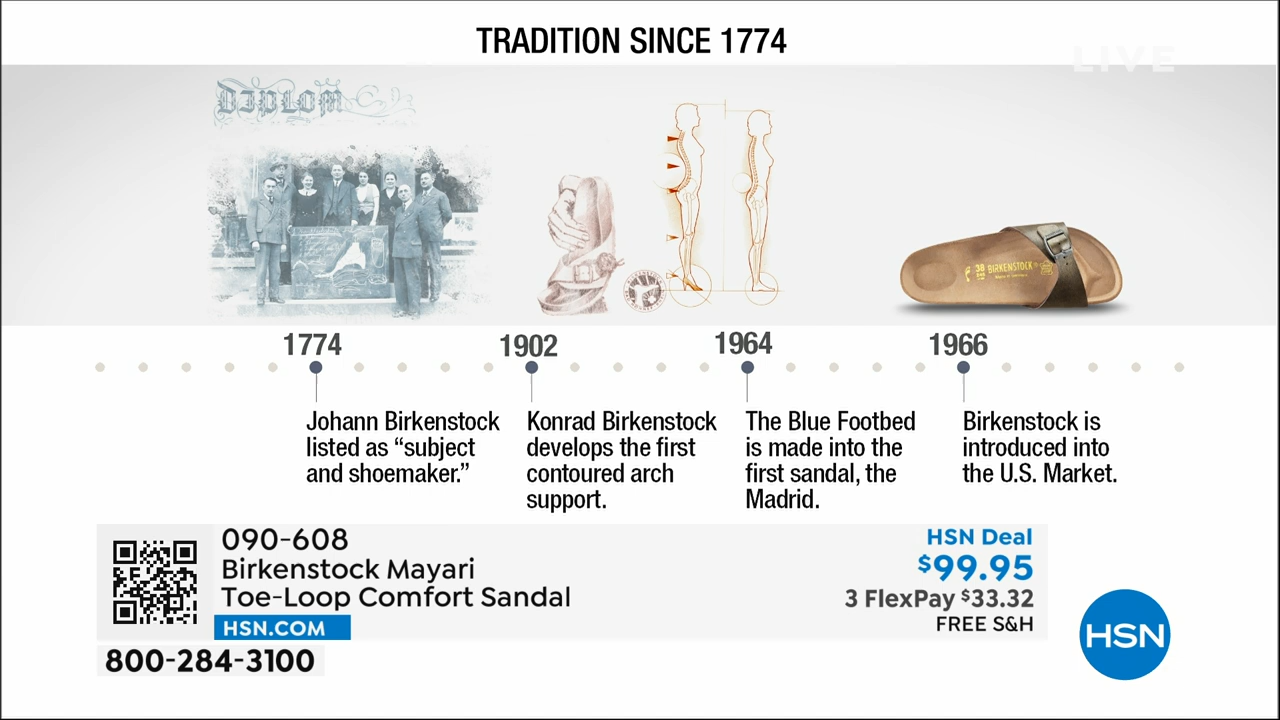 TRADITION SINCE 1774
LIVE
Diplom
38
BIRKENSTOCK
1774
1902
1964
1966
Johann Birkenstock
listed as “subject
and shoemaker.”
Konrad Birkenstock
develops the first
contoured arch
support.
The Blue Footbed
is made into the
first sandal, the
Madrid.
Birkenstock is
introduced into
the U.S. Market.
090-608
Birkenstock Mayari
Toe-Loop Comfort Sandal
HSN.COM
800-284-3100
HSN Deal
$99.95
3 FlexPay $33.32
FREE S&H
HSN